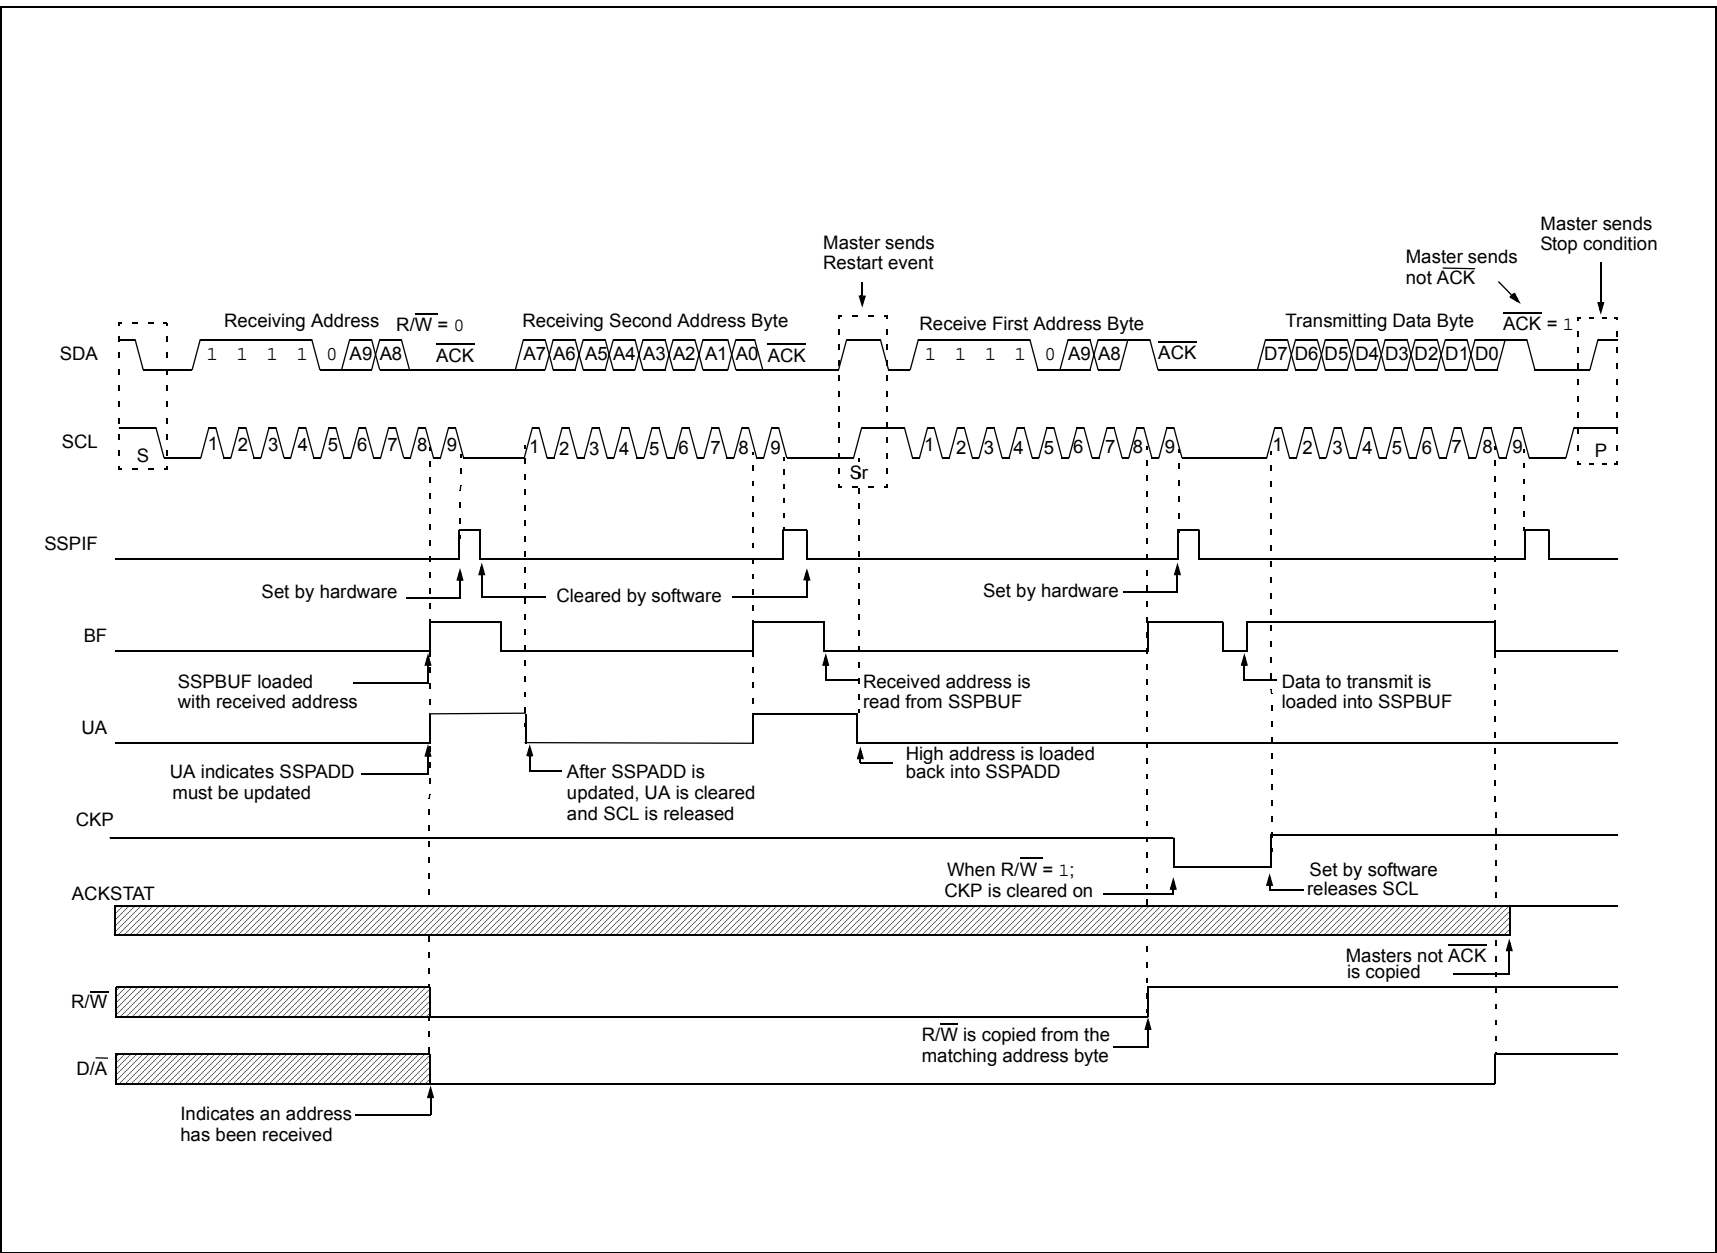 Master sends
Stop condition
Master sends
Restart event
Master sends
not ACK
Receiving Address R/W = 0
Receiving Second Address Byte
Receive First Address Byte
Transmitting Data Byte
ACK = 1
SDA
1 1 1 1 0 A9 A8 ACK
A7 A6 A5 A4 A3 A2 A1 A0 ACK
1 1 1 1 0 A9 A8 ACK
D7 D6 D5 D4 D3 D2 D1 D0
SCL
S
1 2 3 4 5 6 7 8 9
1 2 3 4 5 6 7 8 9
Sr
1 2 3 4 5 6 7 8 9
1 2 3 4 5 6 7 8 9
P
SSPIF
Set by hardware
Cleared by software
Set by hardware
BF
SSPBUF loaded
with received address
Received address is
read from SSPBUF
Data to transmit is
loaded into SSPBUF
UA
UA indicates SSPADD
must be updated
After SSPADD is
updated, UA is cleared
and SCL is released
High address is loaded
back into SSPADD
CKP
When R/W = 1;
CKP is cleared on
Set by software
releases SCL
ACKSTAT
Masters not ACK
is copied
R/W
R/W is copied from the
matching address byte
D/A
Indicates an address
has been received